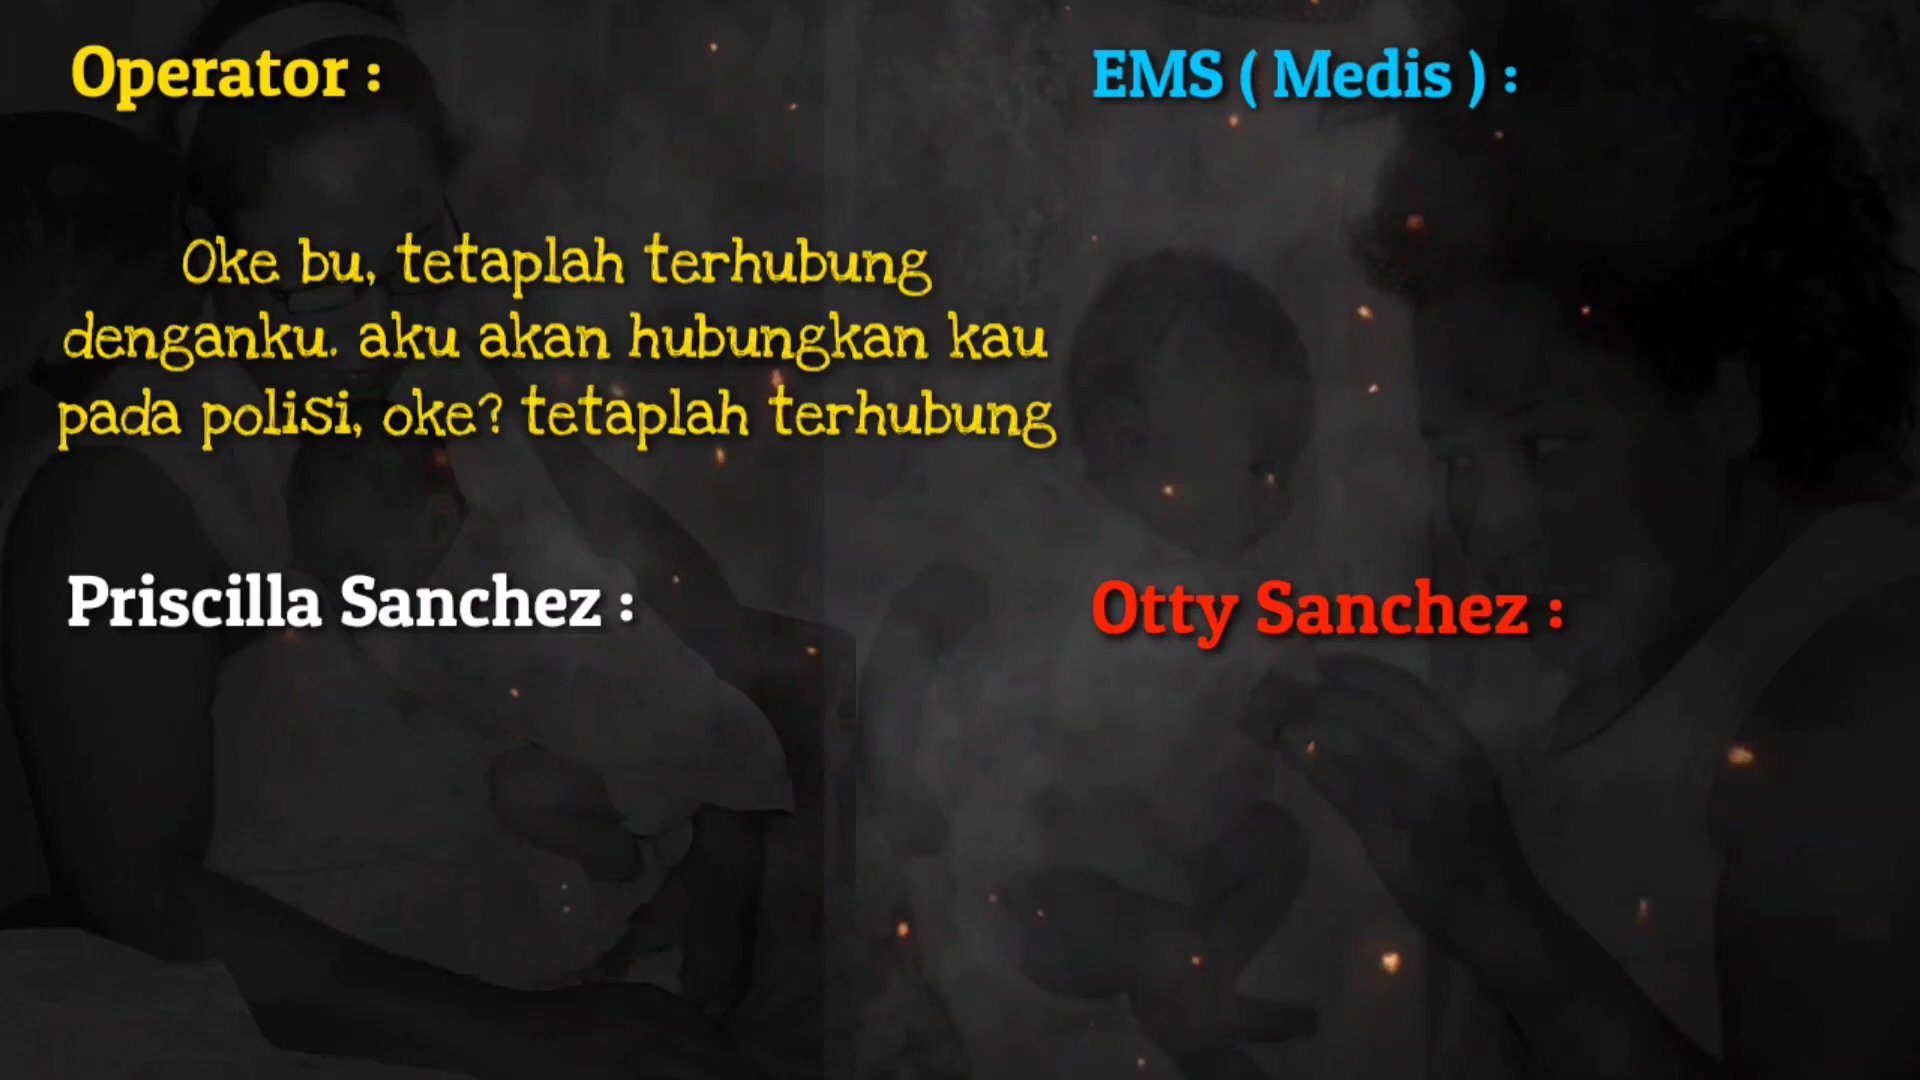 Operator :
EMS ( Medis ) :
Oke bu, tetaplah terhubung
denganku. aku akan hubungkan kau
pada polisi, oke? tetaplah terhubung
Priscilla Sanchez :
Otty Sanchez :